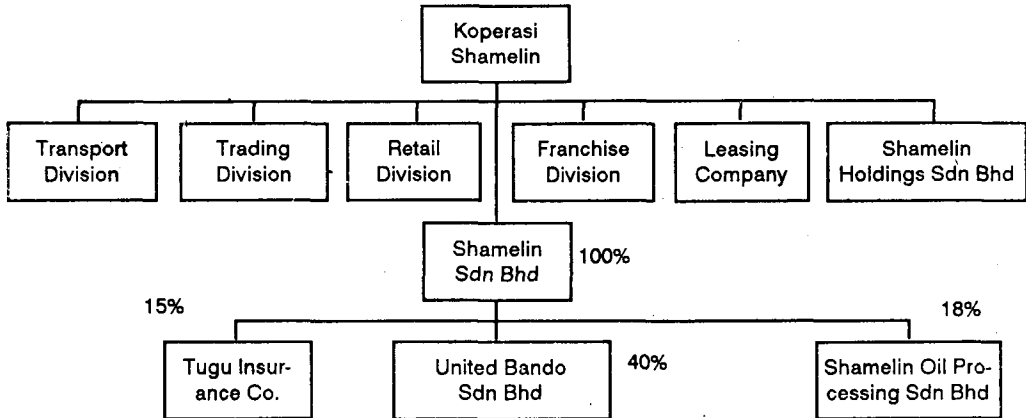 Koperasi
Shamelin
Transport
Division
Trading
Division
Retail
Division
Franchise
Division
Leasing
Company
Shamelin
Holdings Sdn Bhd
Shamelin
Sdn Bhd
100%
15%
18%
Tugu Insur-
ance Co.
United Bando
Sdn Bhd
40%
Shamelin Oil Pro-
cessing Sdn Bhd